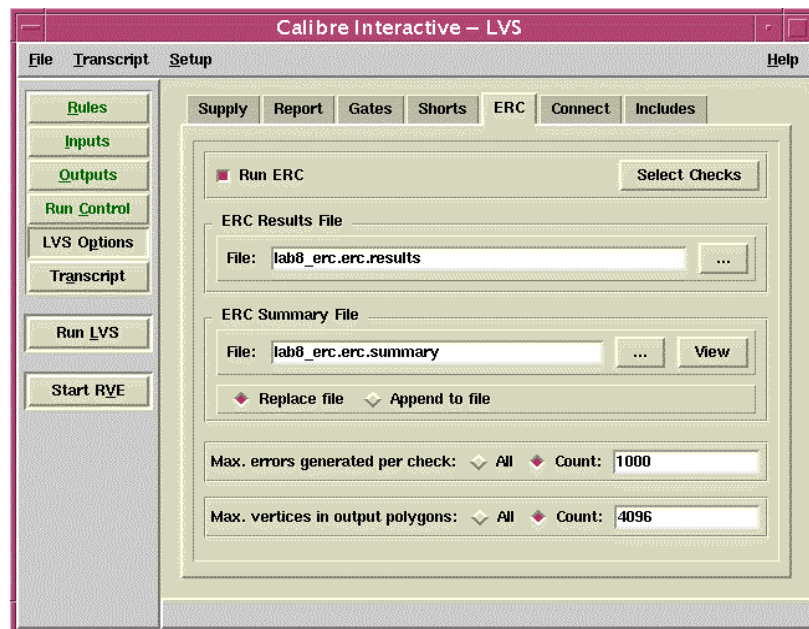 Calibre Interactive – LVS
File Transcript Setup Help
Rules
Inputs
Outputs
Run Control
LVS Options
Transcript
Run LVS
Start RVE
Supply Report Gates Shorts ERC Connect Includes
Run ERC Select Checks
ERC Results File
File: lab8_erc.erc.results ...
ERC Summary File
File: lab8_erc.erc.summary ... View
Replace file Append to file
Max. errors generated per check: All Count: 1000
Max. vertices in output polygons: All Count: 4096